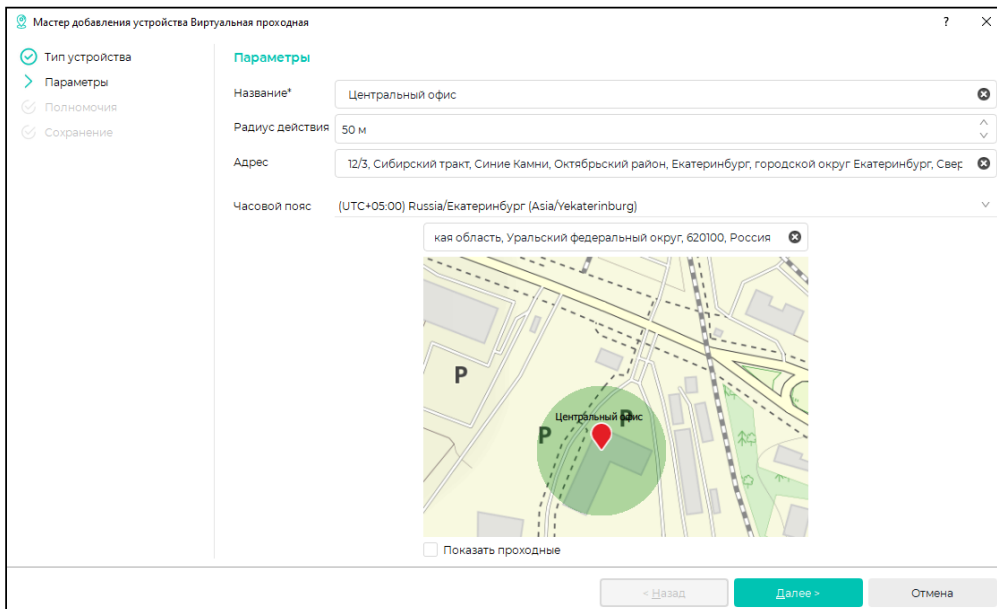 Мастер добавления устройства Виртуальная проходная
?
Тип устройства
Параметры
Полномочия
Сохранение
Параметры
Название*
Центральный офис
Радиус действия
50 м
Адрес
12/3, Сибирский тракт, Синие Камни, Октябрьский район, Екатеринбург, городской округ Екатеринбург, Свер
Часовой пояс
(UTC+05:00) Russia/Екатеринбург (Asia/Yekaterinburg)
кая область, Уральский федеральный округ, 620100, Россия
P
Центральный офис
P
P
Показать проходные
< Назад
Далее >
Отмена